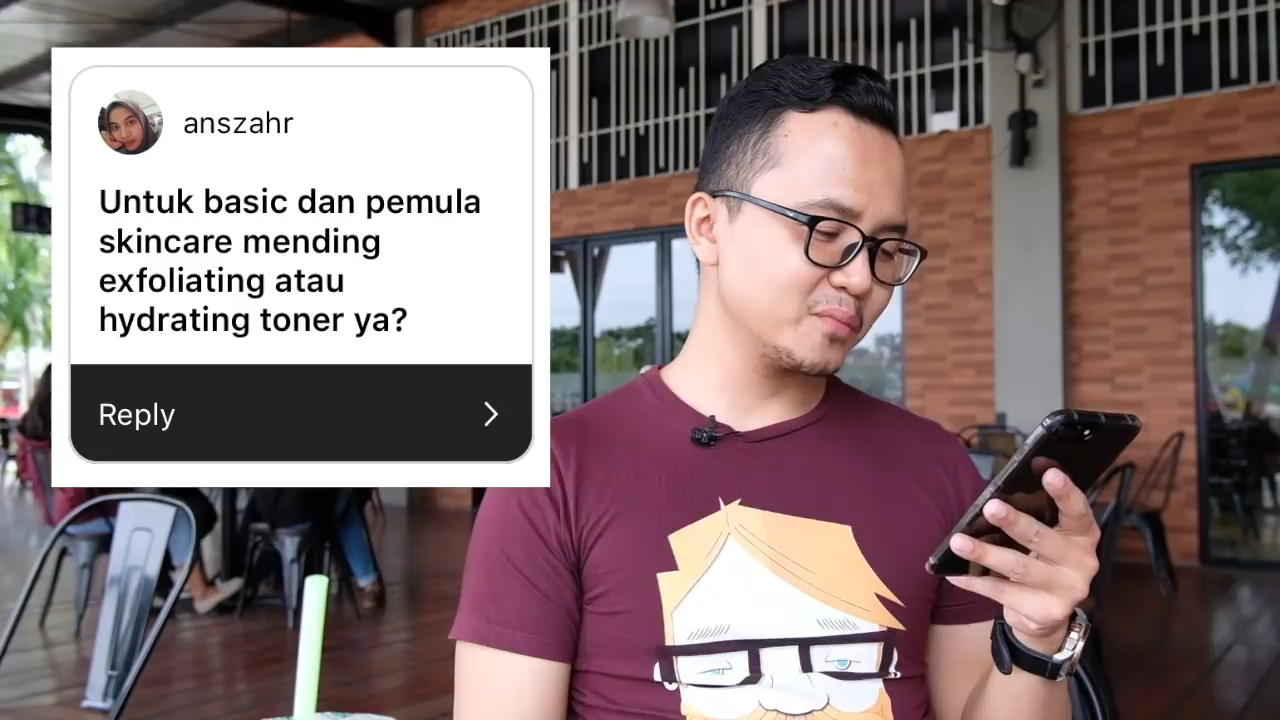 anszahr
Untuk basic dan pemula
skincare mending
exfoliating atau
hydrating toner ya?
Reply